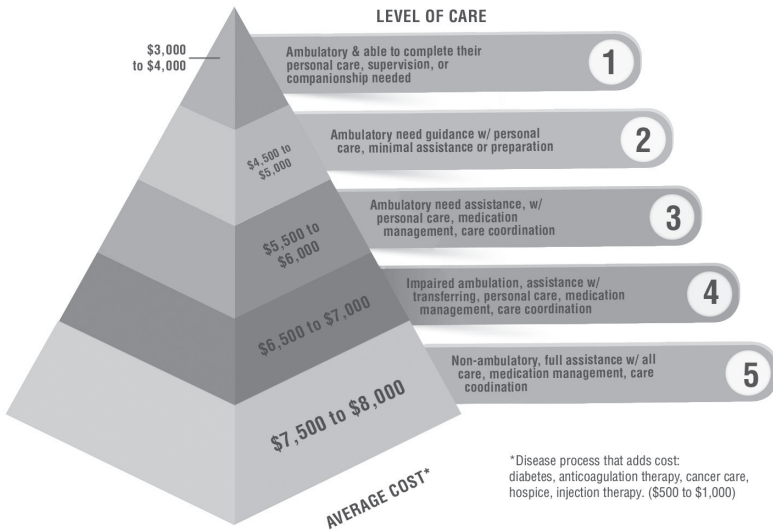 LEVEL OF CARE
$3,000
to $4,000
Ambulatory & able to complete their
personal care, supervision, or
companionship needed
1
$4,500 to
$5,000
Ambulatory need guidance w/ personal
care, minimal assistance or preparation
2
$5,500 to
$6,000
Ambulatory need assistance, w/
personal care, medication
management, care coordination
3
$6,500 to $7,000
Impaired ambulation, assistance w/
transferring, personal care, medication
management, care coordination
4
$7,500 to $8,000
Non-ambulatory, full assistance w/ all
care, medication management, care
coodination
5
AVERAGE COST*
*Disease process that adds cost:
diabetes, anticoagulation therapy, cancer care,
hospice, injection therapy. ($500 to $1,000)